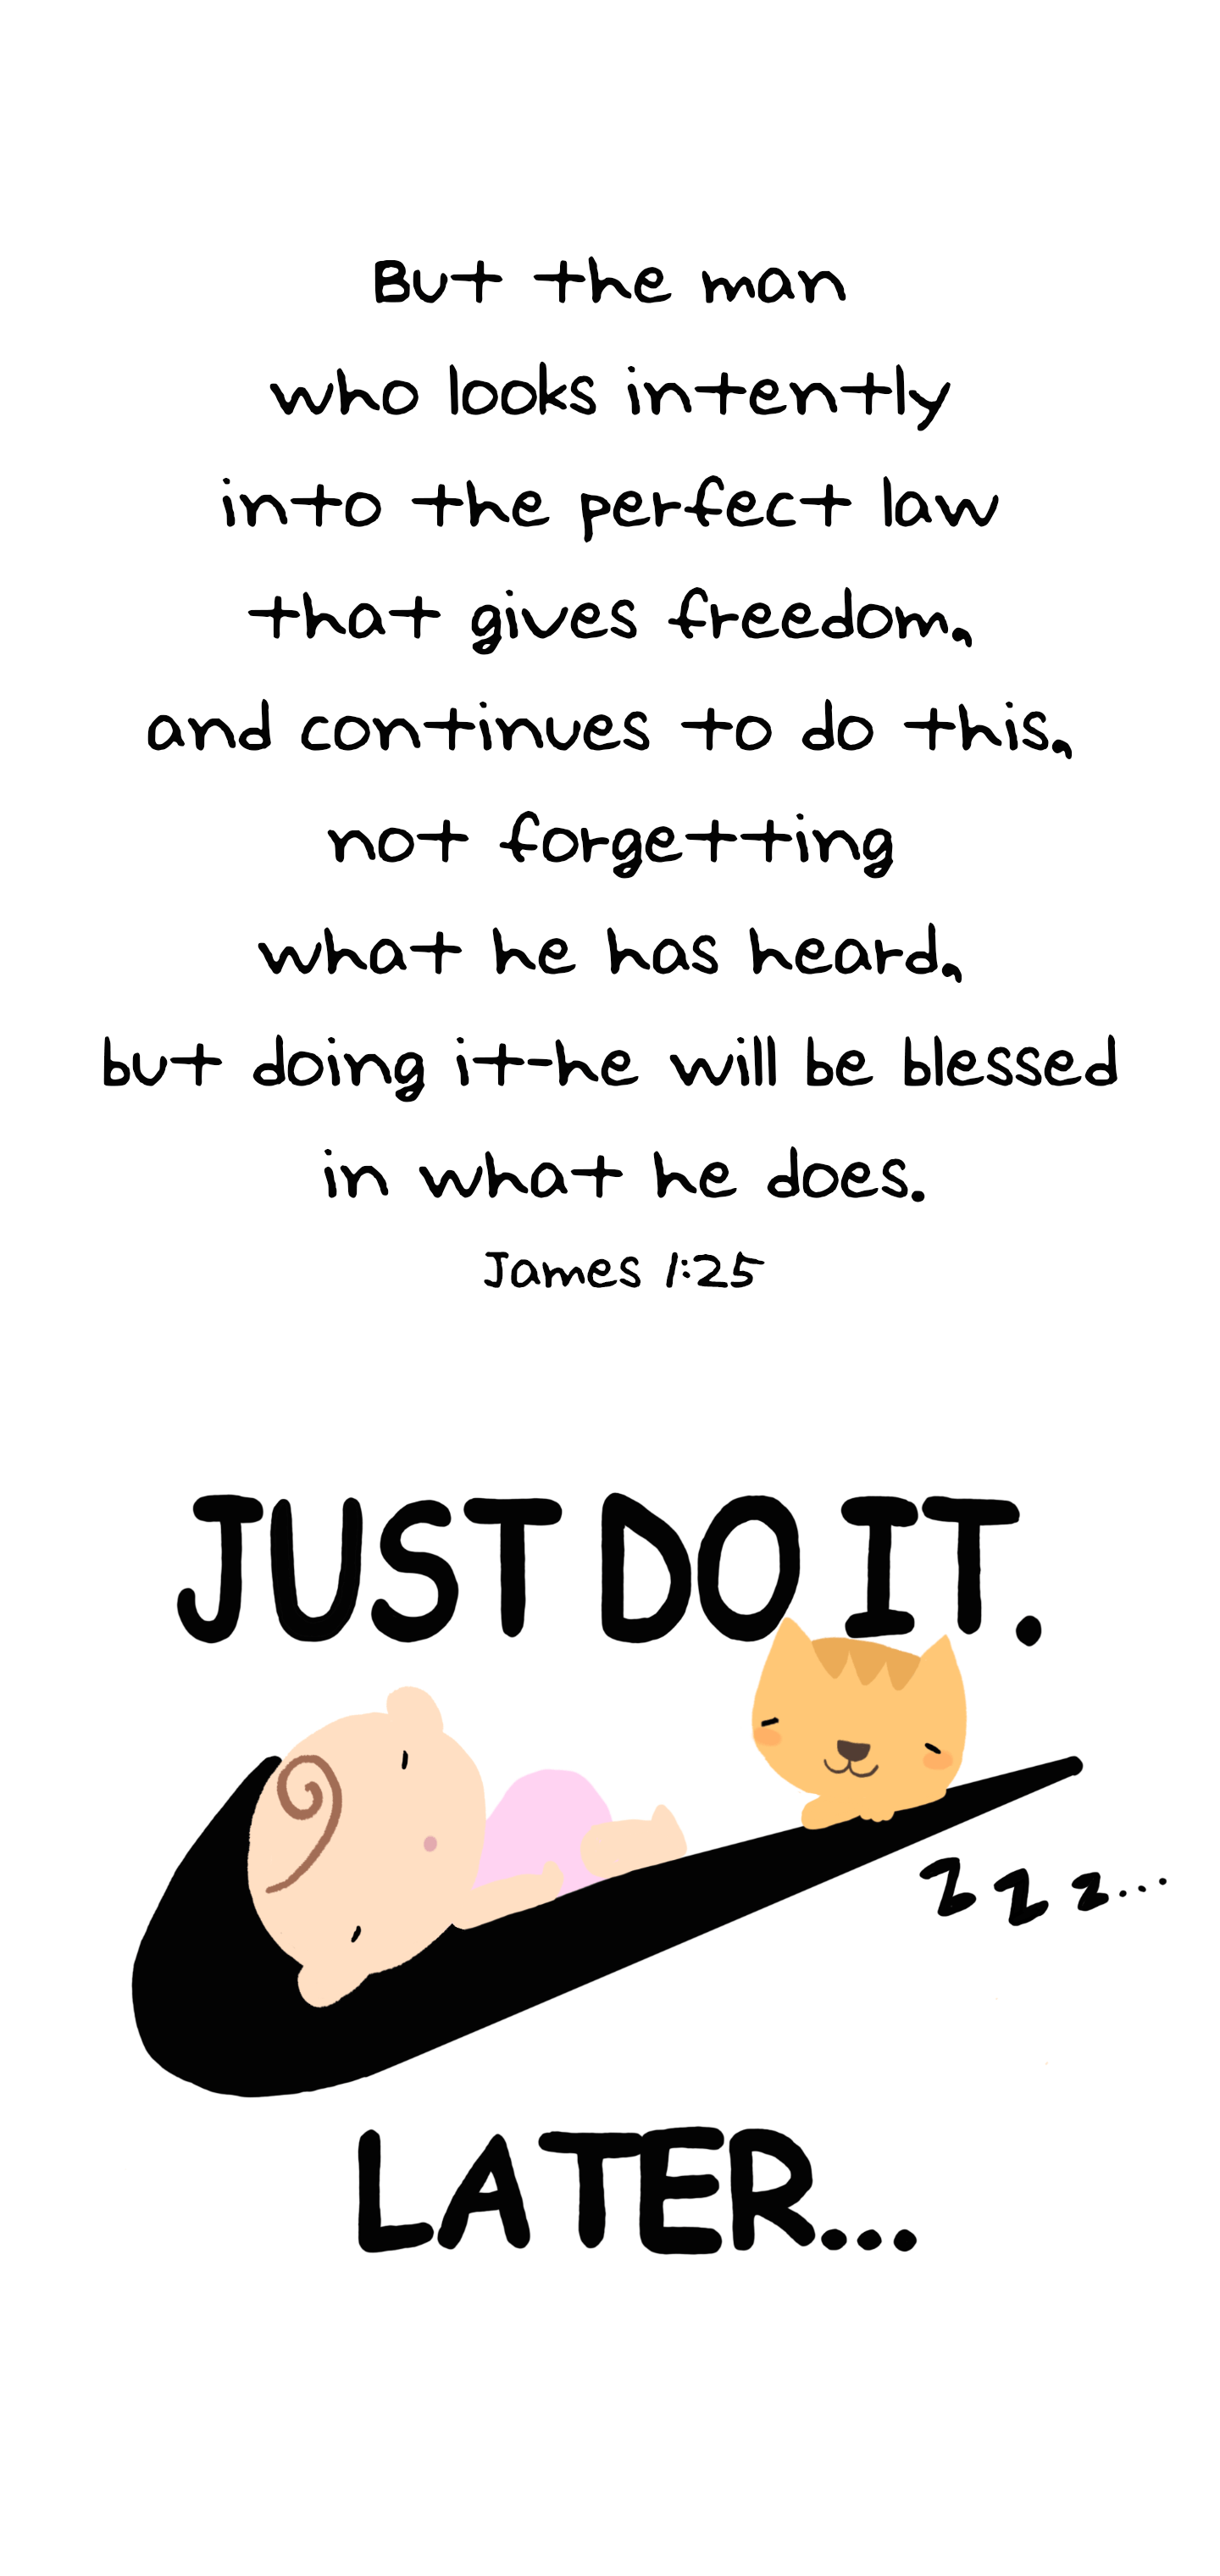 But the man
who looks intently
into the perfect law
that gives freedom,
and continues to do this,
not forgetting
what he has heard,
but doing it-he will be blessed
in what he does.
James 1:25
JUST DO IT.
z z z...
LATER...